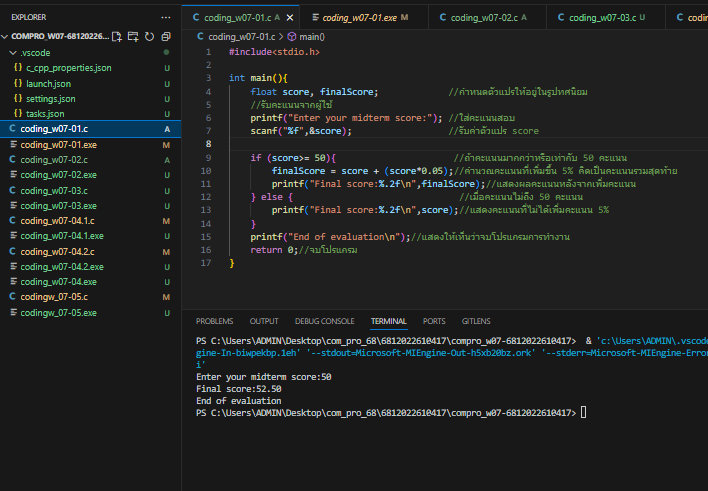 EXPLORER ...
COMPRO_W07-68120226...
.vscode
c_cpp_properties.json U
launch.json U
settings.json U
tasks.json U
C coding_w07-01.c A
coding_w07-01.exe M
C coding_w07-02.c A
coding_w07-02.exe U
C coding_w07-03.c U
coding_w07-03.exe U
C coding_w07-04.1.c M
coding_w07-04.1.exe U
C coding_w07-04.2.c M
coding_w07-04.2.exe U
coding_w07-04.exe U
C codingw_07-05.c M
codingw_07-05.exe U
C coding_w07-01.c A × coding_w07-01.exe M C coding_w07-02.c A C coding_w07-03.c U C coding_w0
C coding_w07-01.c > main()
1 #include<stdio.h>
2
3 int main(){
4 float score, finalScore; //กำหนดตัวแปรให้อยู่ในรูปทศนิยม
5 //รับคะแนนจากผู้ใช้
6 printf("Enter your midterm score:"); //ใส่คะแนนสอบ
7 scanf("%f",&score); //รับค่าตัวแปร score
8
9 if (score>= 50){ //ถ้าคะแนนมากกว่าหรือเท่ากับ 50 คะแนน
10 finalScore = score + (score*0.05);//คำนวณคะแนนที่เพิ่มขึ้น 5% คิดเป็นคะแนนรวมสุดท้าย
11 printf("Final score:%.2f\n",finalScore);//แสดงผลคะแนนหลังจากเพิ่มคะแนน
12 } else { //เมื่อคะแนนไม่ถึง 50 คะแนน
13 printf("Final score:%.2f\n",score);//แสดงคะแนนที่ไม่ได้เพิ่มคะแนน 5%
14 }
15 printf("End of evaluation\n");//แสดงให้เห็นว่าจบโปรแกรมการทำงาน
16 return 0;//จบโปรแกรม
17 }
PROBLEMS OUTPUT DEBUG CONSOLE TERMINAL PORTS GITLENS
PS C:\Users\ADMIN\Desktop\com_pro_68\6812022610417\compro_w07-6812022610417> & 'c:\Users\ADMIN\.vscod
gine-In-biwpekbp.1eh' '--stdout=Microsoft-MIEngine-Out-h5xb20bz.ork' '--stderr=Microsoft-MIEngine-Erro
i'
Enter your midterm score:50
Final score:52.50
End of evaluation
PS C:\Users\ADMIN\Desktop\com_pro_68\6812022610417\compro_w07-6812022610417>